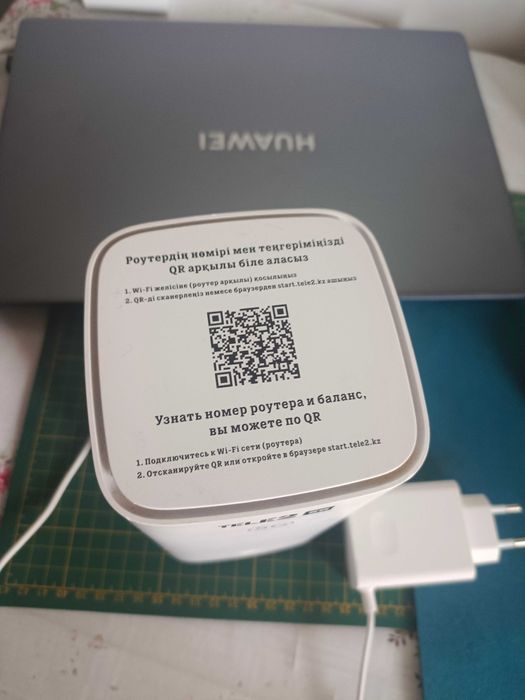 HUAWEI
Роутердің нөмірі мен теңгеріміңізді
QR арқылы біле аласыз
1. Wi-Fi желісіне (роутер арқылы) қосылыңыз
2. QR-ді сканерлеңіз немесе браузерден start.tele2.kz ашыңыз
Узнать номер роутера и баланс,
вы можете по QR
1. Подключитесь к Wi-Fi сети (роутера)
2. Отсканируйте QR или откройте в браузере start.tele2.kz
TELE2